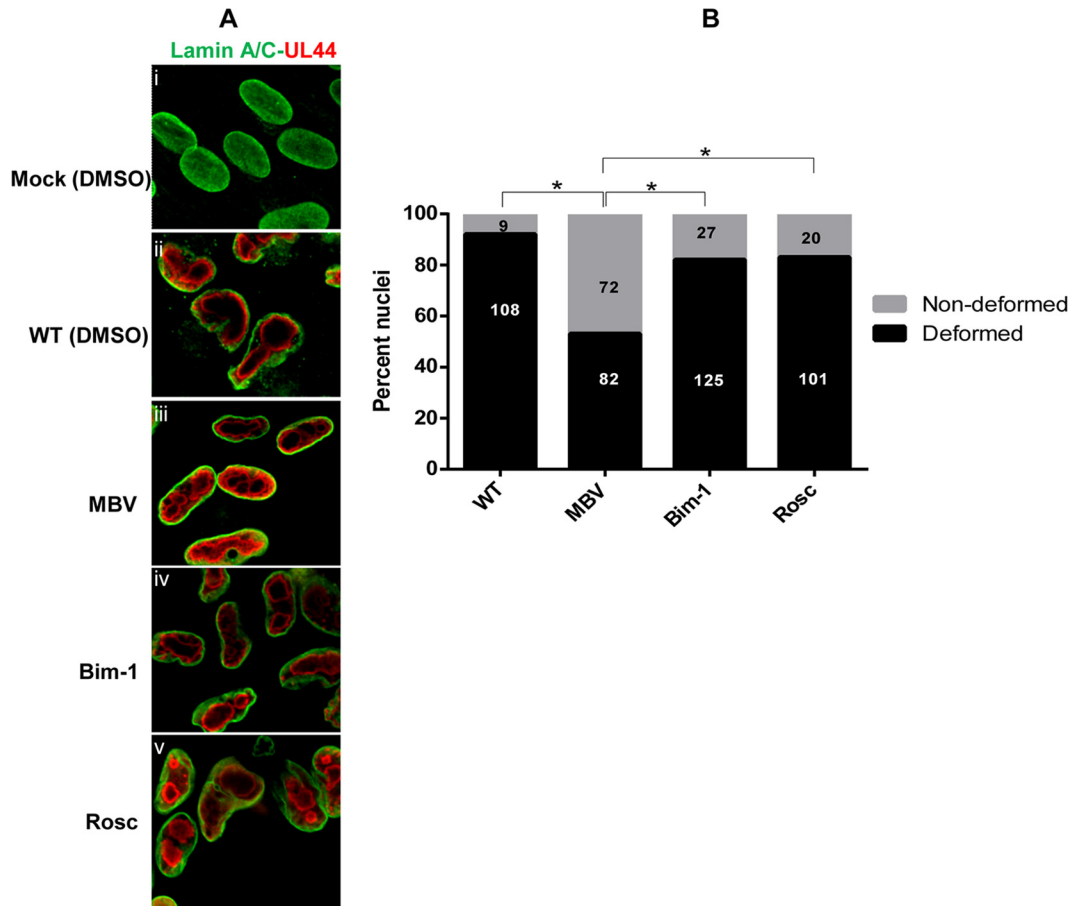 A
Lamin A/C-UL44
i
Mock (DMSO)
ii
WT (DMSO)
iii
MBV
iv
Bim-1
v
Rosc
B
*
* *
100
80
60
40
20
0
Percent nuclei
9
108
72
82
27
125
20
101
WT
MBV
Bim-1
Rosc
Non-deformed
Deformed